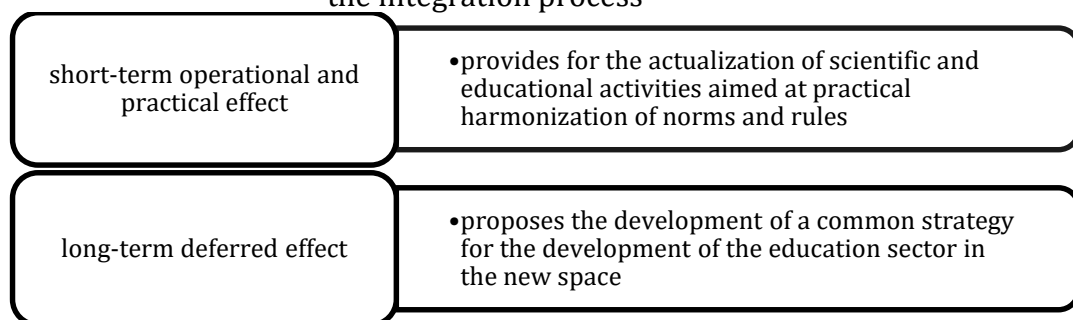 the integration process
short-term operational and
practical effect
•provides for the actualization of scientific and
educational activities aimed at practical
harmonization of norms and rules
long-term deferred effect
•proposes the development of a common strategy
for the development of the education sector in
the new space